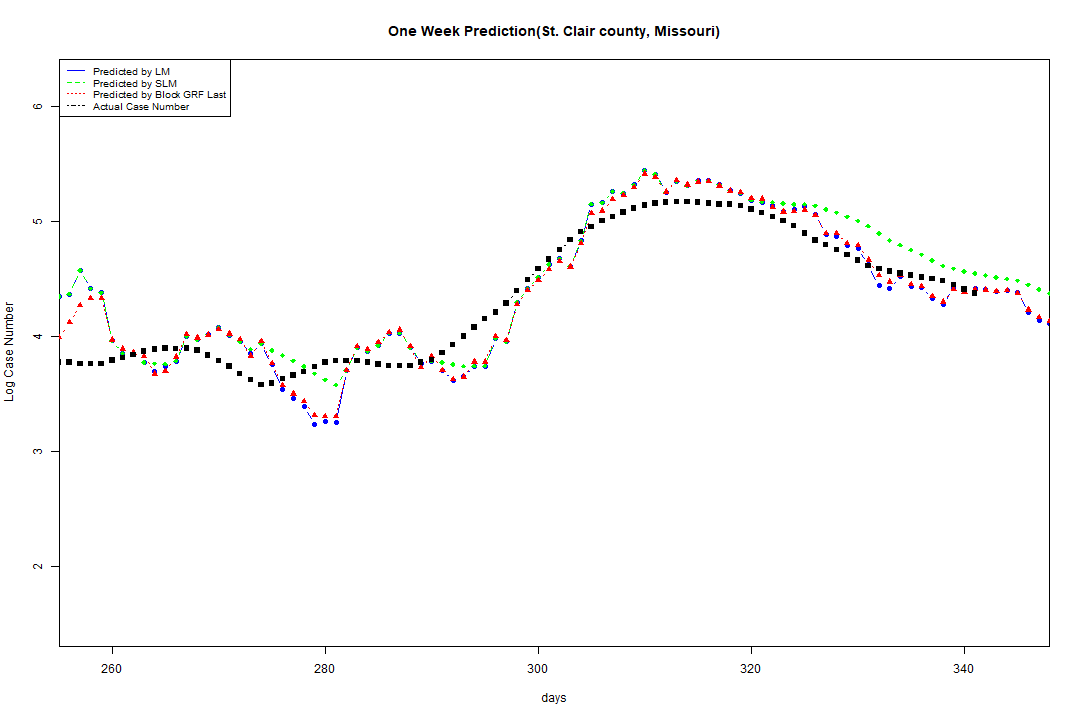 One Week Prediction(St. Clair county, Missouri)
Predicted by LM
Predicted by SLM
Predicted by Block GRF Last
Actual Case Number
6
5
4
3
2
Log Case Number
260 280 300 320 340
days